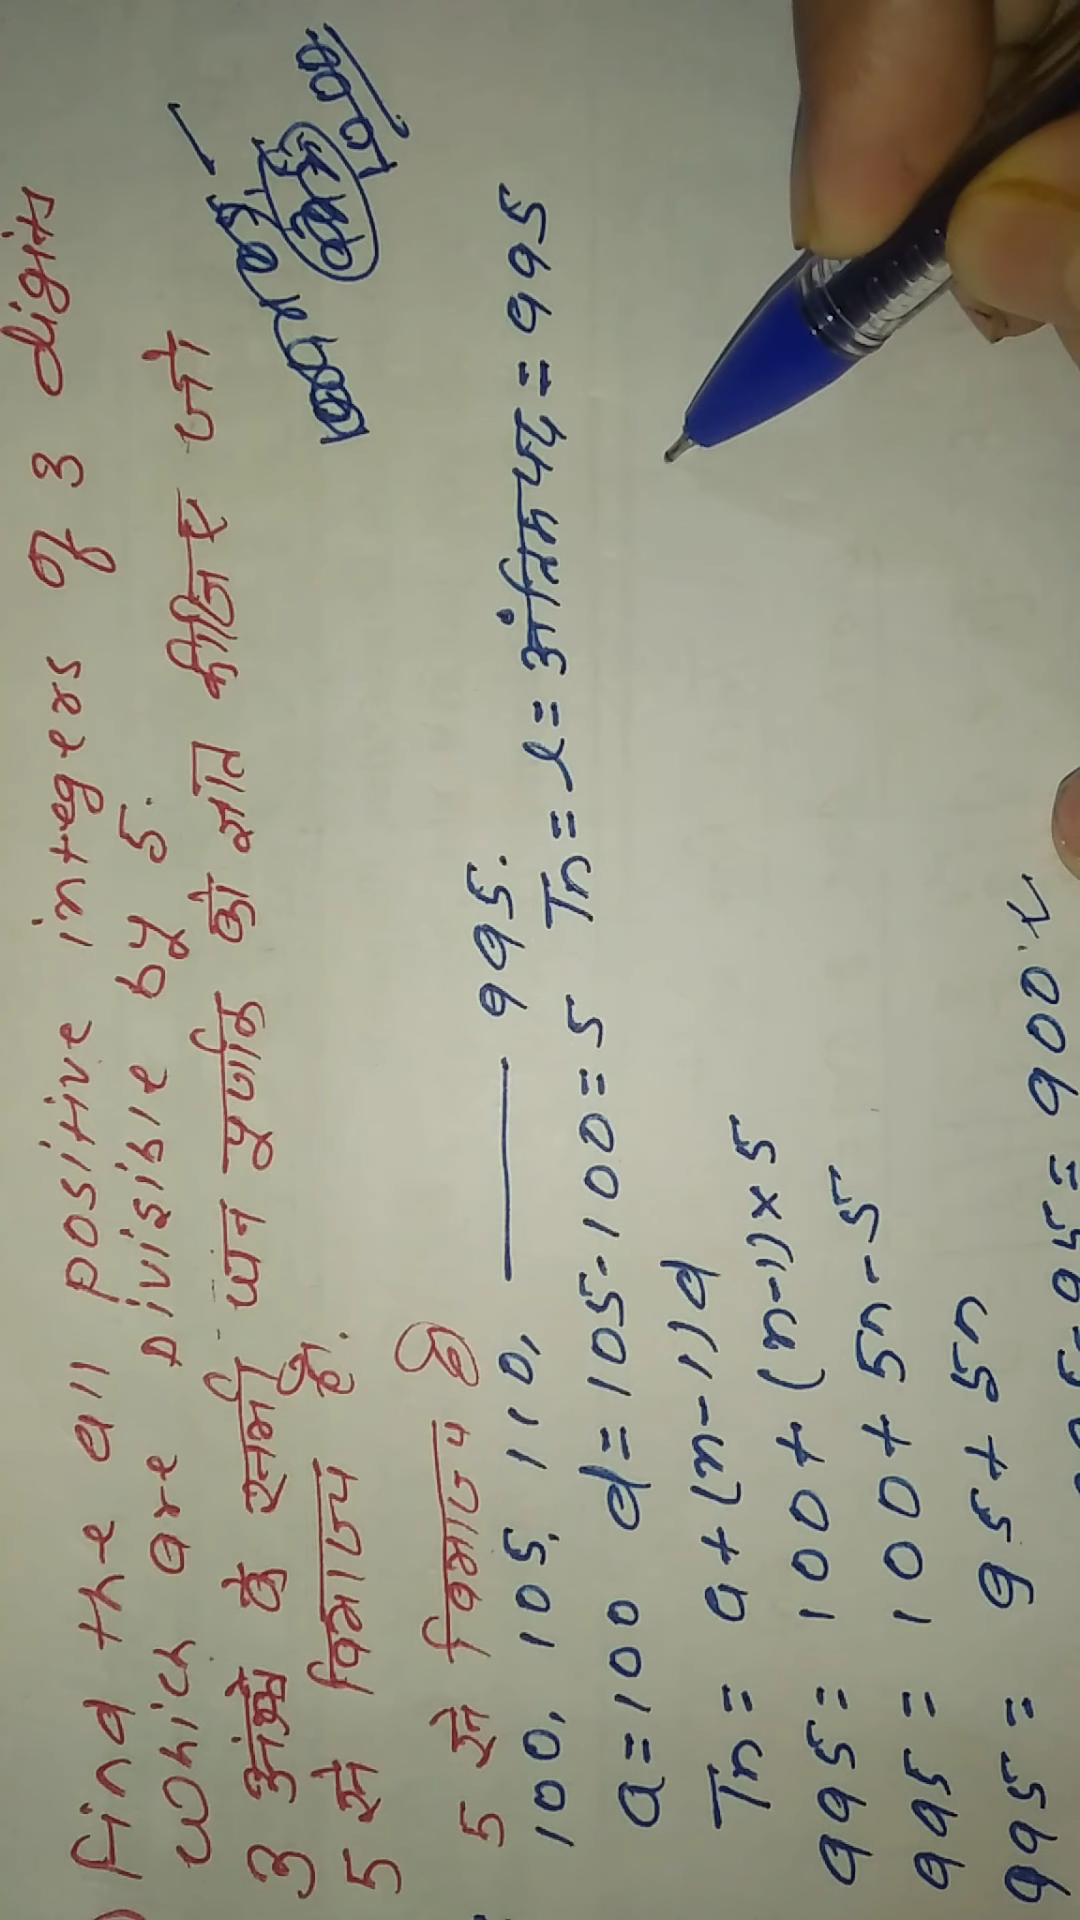 Find the all positive integers of 3 digits
which are Divisible by 5.
3 अंको के सभी धन पूर्णांक को ज्ञात कीजिए जो
5 से विभाज्य हो.
5 से विभाज्य है
100, 105, 110, —— 995.
a=100 d=105-100=5 Tn=l=अंतिमपद=995
Tn= a+(n-1)d
995= 100+(n-1)×5
995= 100+5n-5
995= 95+5n
= 900